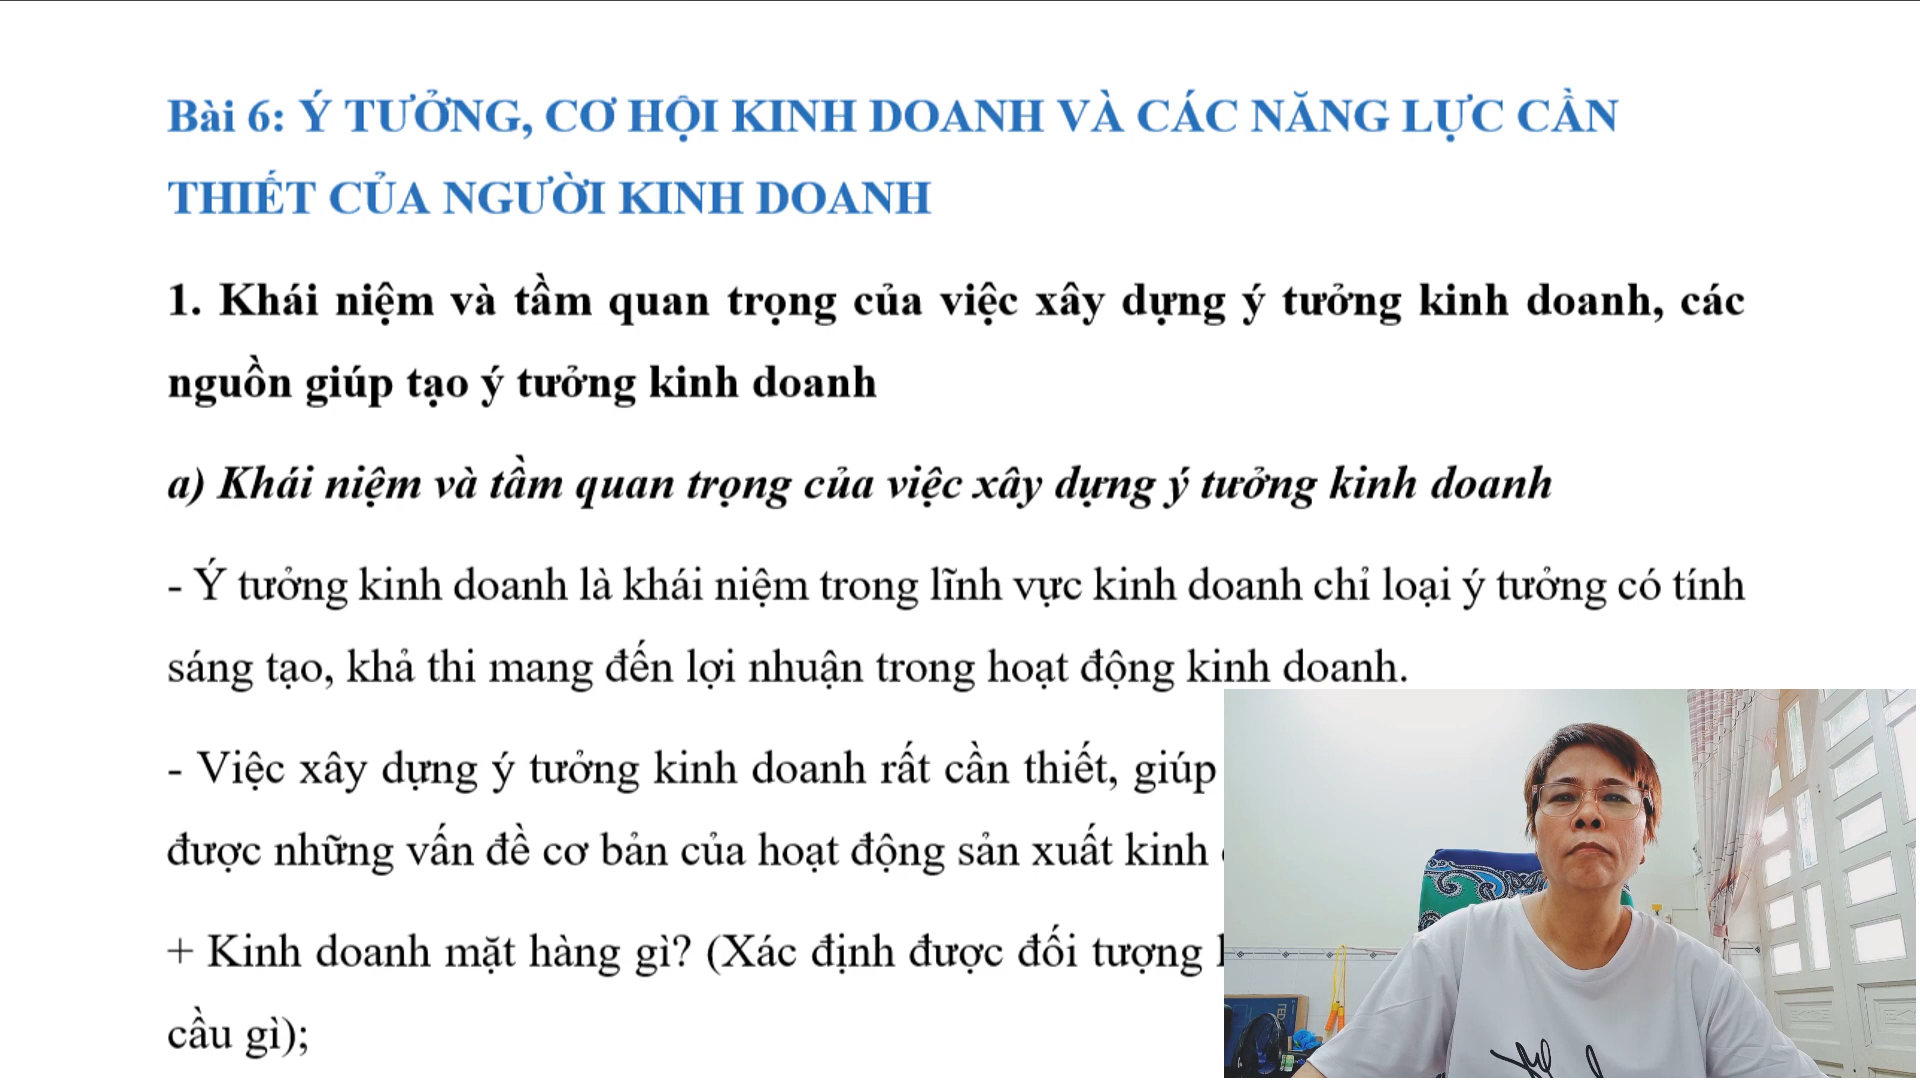 Bài 6: Ý TƯỞNG, CƠ HỘI KINH DOANH VÀ CÁC NĂNG LỰC CẦN
THIẾT CỦA NGƯỜI KINH DOANH
1. Khái niệm và tầm quan trọng của việc xây dựng ý tưởng kinh doanh, các
nguồn giúp tạo ý tưởng kinh doanh
a) Khái niệm và tầm quan trọng của việc xây dựng ý tưởng kinh doanh
- Ý tưởng kinh doanh là khái niệm trong lĩnh vực kinh doanh chỉ loại ý tưởng có tính
sáng tạo, khả thi mang đến lợi nhuận trong hoạt động kinh doanh.
- Việc xây dựng ý tưởng kinh doanh rất cần thiết, giúp
được những vấn đề cơ bản của hoạt động sản xuất kinh
+ Kinh doanh mặt hàng gì? (Xác định được đối tượng
cầu gì);